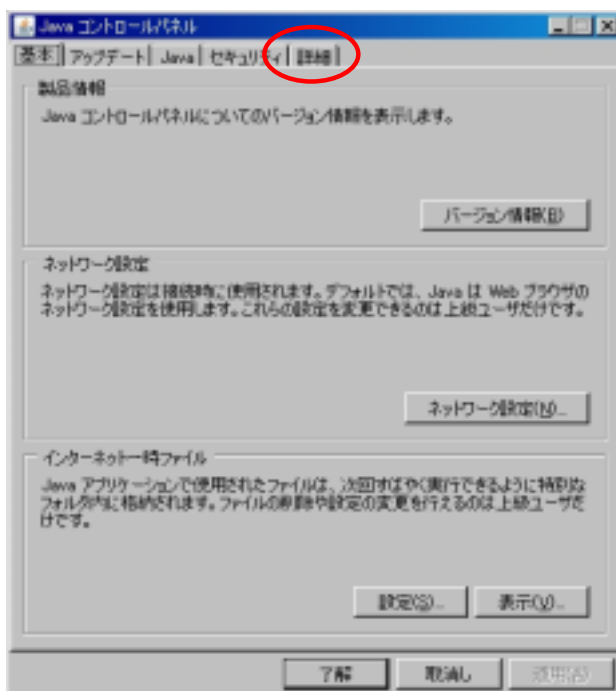 Java コントロールパネル
基本 アップデート Java セキュリティ 詳細
製品情報
Java コントロールパネルについてのバージョン情報を表示します。
バージョン情報(B)
ネットワーク設定
ネットワーク設定は接続時に使用されます。デフォルトでは、Java は Web ブラウザの
ネットワーク設定を使用します。これらの設定を変更できるのは上級ユーザだけです。
ネットワーク設定(N)...
インターネット一時ファイル
Java アプリケーションで使用されたファイルは、次回すばやく実行できるように特別な
フォルダ内に格納されます。ファイルの削除や設定の変更を行えるのは上級ユーザだ
けです。
設定(S)... 表示(V)...
了解 取消し 適用(A)